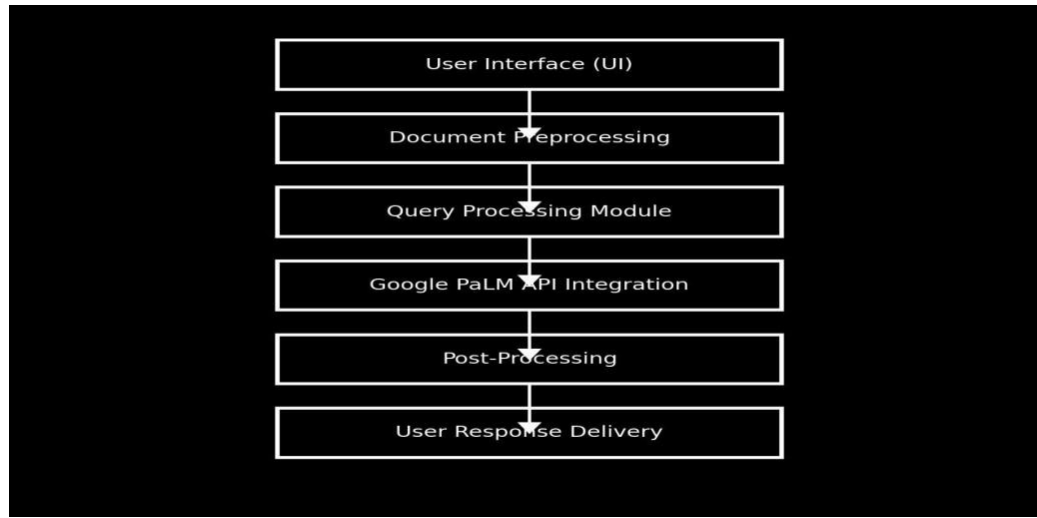 User Interface (UI)
Document Preprocessing
Query Processing Module
Google PaLM API Integration
Post-Processing
User Response Delivery